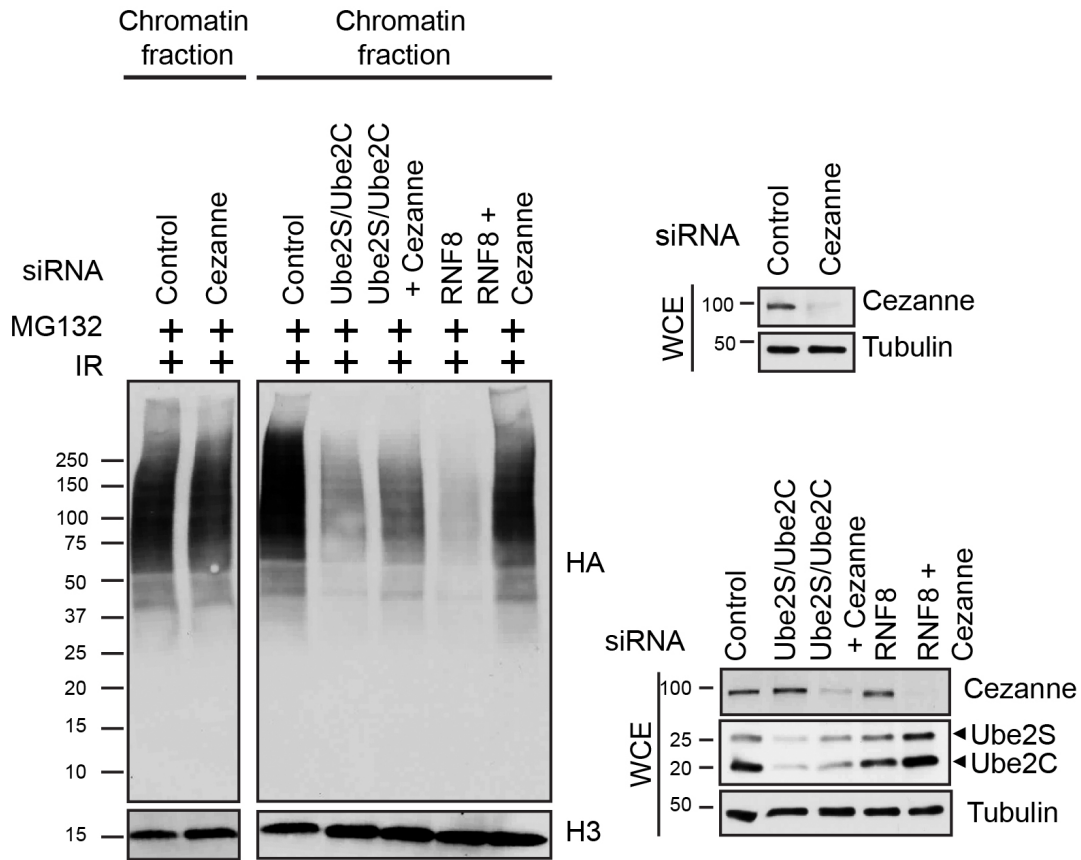 Chromatin
fraction
Chromatin
fraction
siRNA
Control
Cezanne
Control
Ube2S/Ube2C
Ube2S/Ube2C
+ Cezanne
RNF8
RNF8 +
Cezanne
MG132 + + + + + + +
IR + + + + + + +
250
150
100
75
50
37
25
20
15
10
HA
15
H3
siRNA
Control
Cezanne
WCE
100
Cezanne
50
Tubulin
siRNA
Control
Ube2S/Ube2C
Ube2S/Ube2C
+ Cezanne
RNF8
RNF8 +
Cezanne
WCE
100
Cezanne
25
Ube2S
20
Ube2C
50
Tubulin